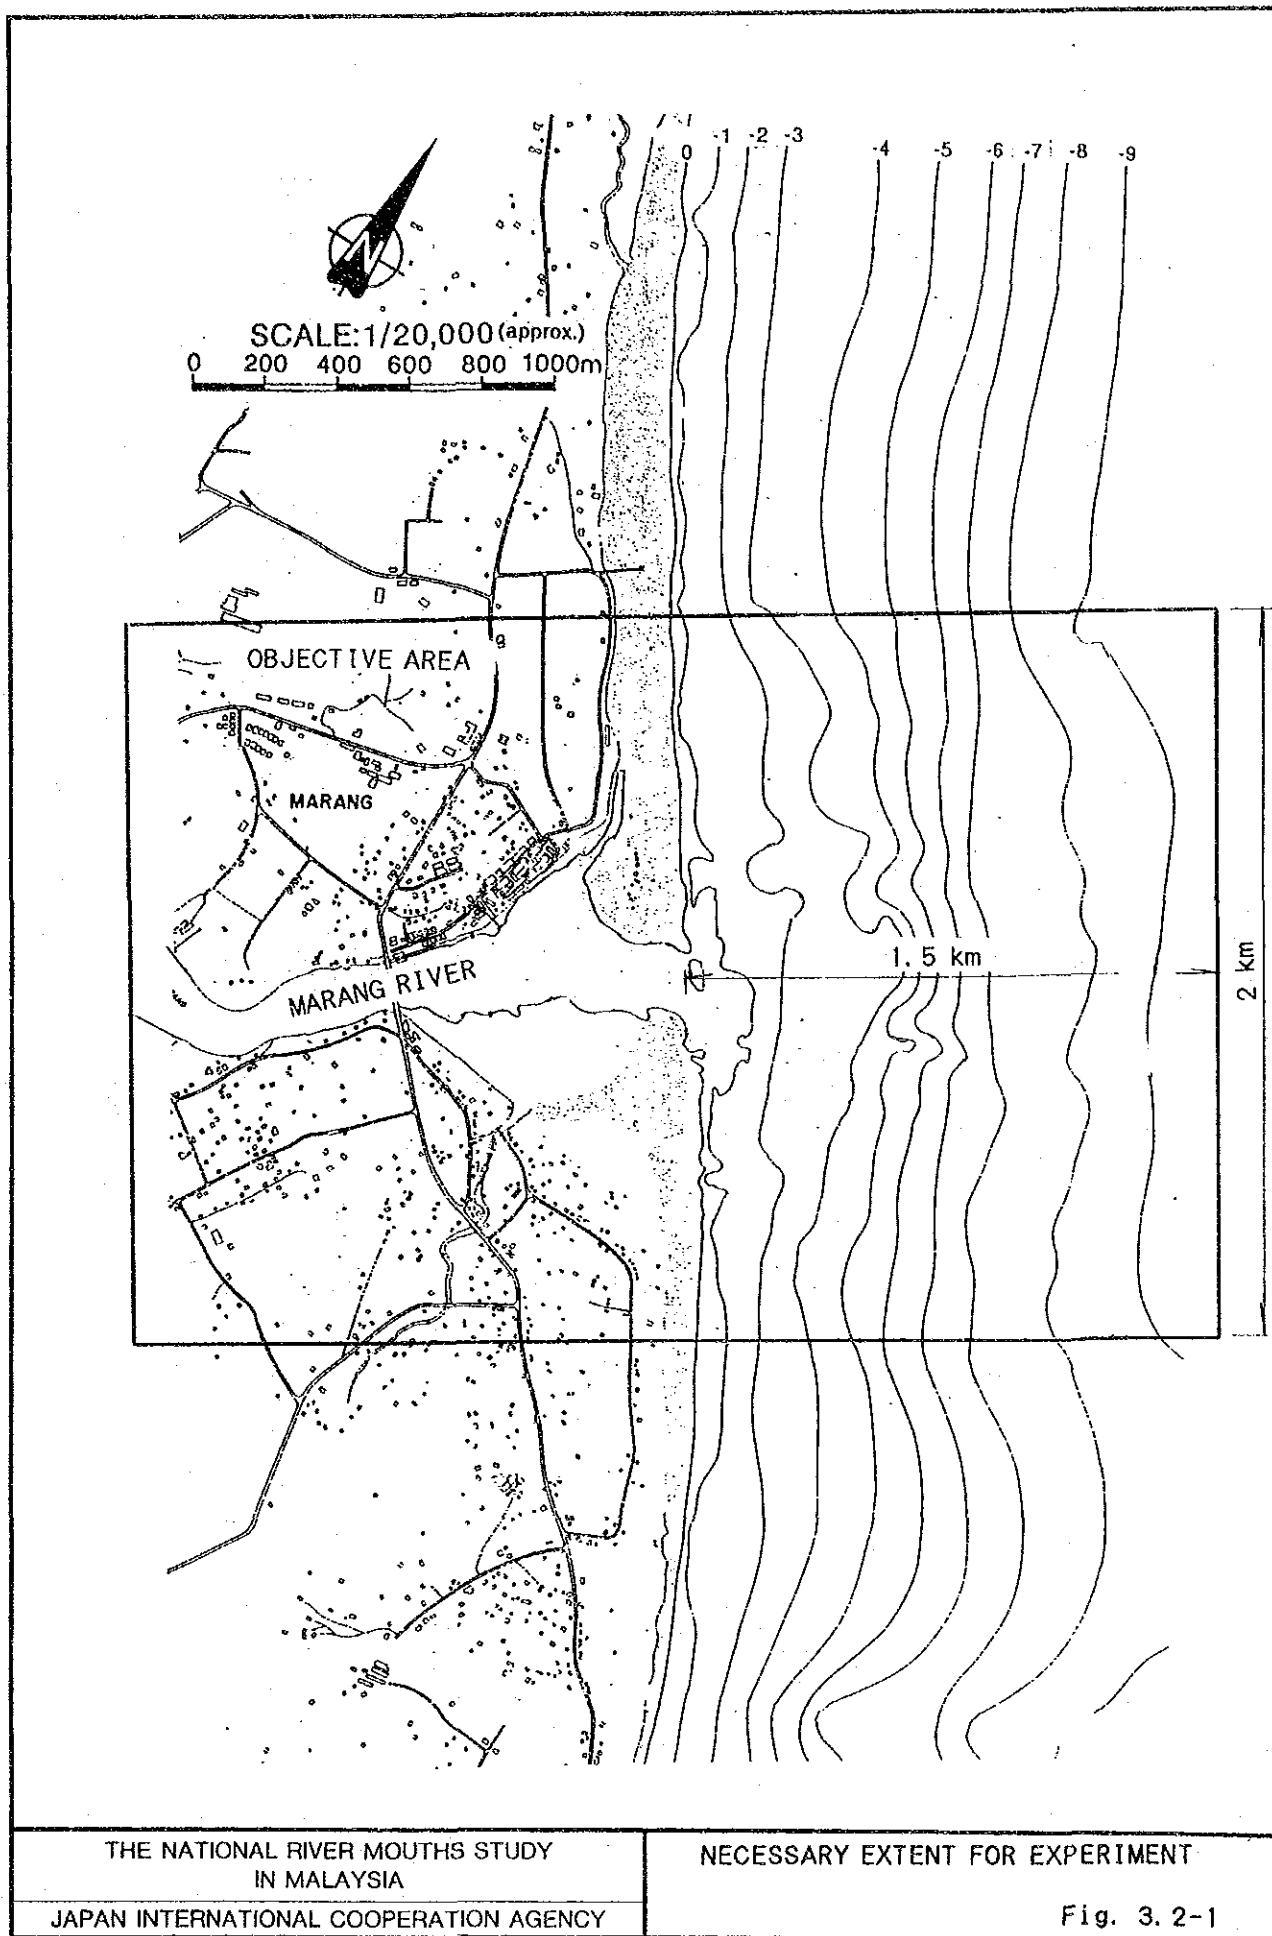 0 -1 -2 -3 -4 -5 -6 -7 -8 -9
N
SCALE:1/20,000 (approx.)
0 200 400 600 800 1000m
OBJECTIVE AREA
MARANG
1.5 km
2 km
MARANG RIVER
THE NATIONAL RIVER MOUTHS STUDY
IN MALAYSIA
JAPAN INTERNATIONAL COOPERATION AGENCY
NECESSARY EXTENT FOR EXPERIMENT
Fig. 3.2-1